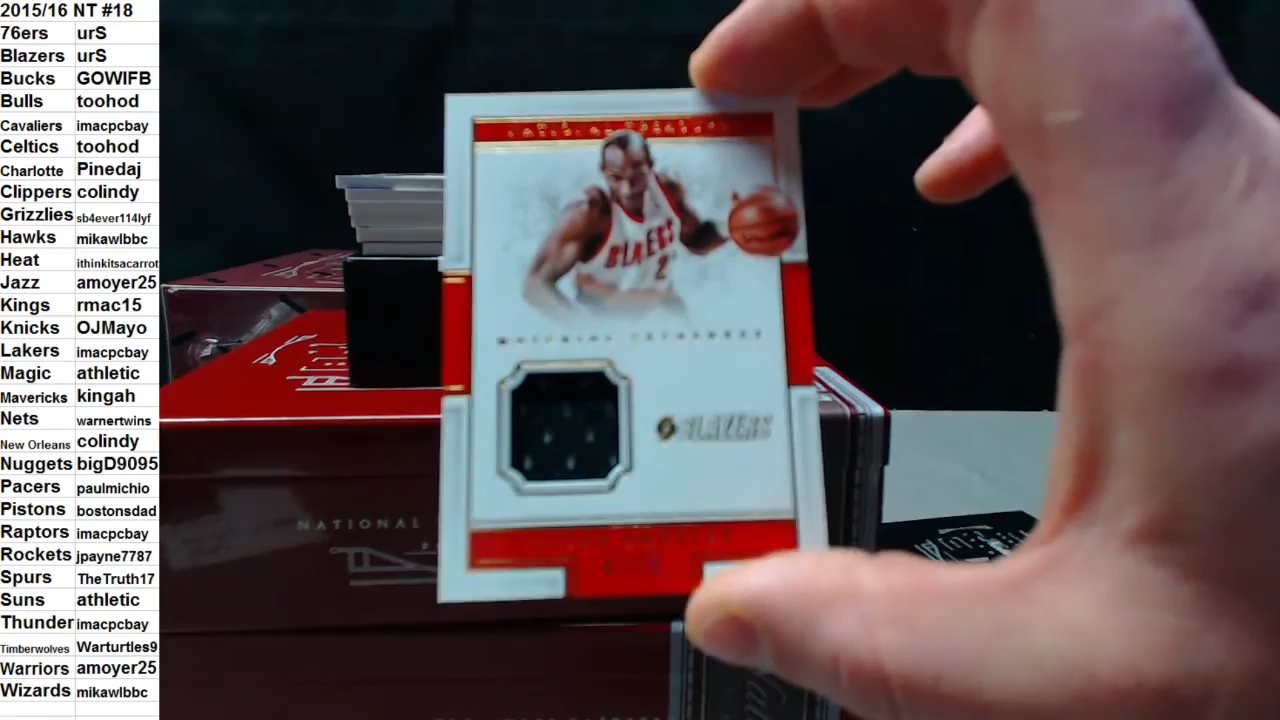 2015/16 NT #18
76ers urS
Blazers urS
Bucks GOWIFB
Bulls toohod
Cavaliers imacpcbay
Celtics toohod
Charlotte Pinedaj
Clippers colindy
Grizzlies sb4ever114lyf
Hawks mikawlbbc
Heat ithinkitsacarrot
Jazz amoyer25
Kings rmac15
Knicks OJMayo
Lakers imacpcbay
Magic athletic
Mavericks kingah
Nets warnertwins
New Orleans colindy
Nuggets bigD9095
Pacers paulmichio
Pistons bostonsdad
Raptors imacpcbay
Rockets jpayne7787
Spurs TheTruth17
Suns athletic
Thunder imacpcbay
Timberwolves Warturtles9
Warriors amoyer25
Wizards mikawlbbc
BLAZERS
2
MATERIAL TREASURES
BLAZERS
NATIONAL